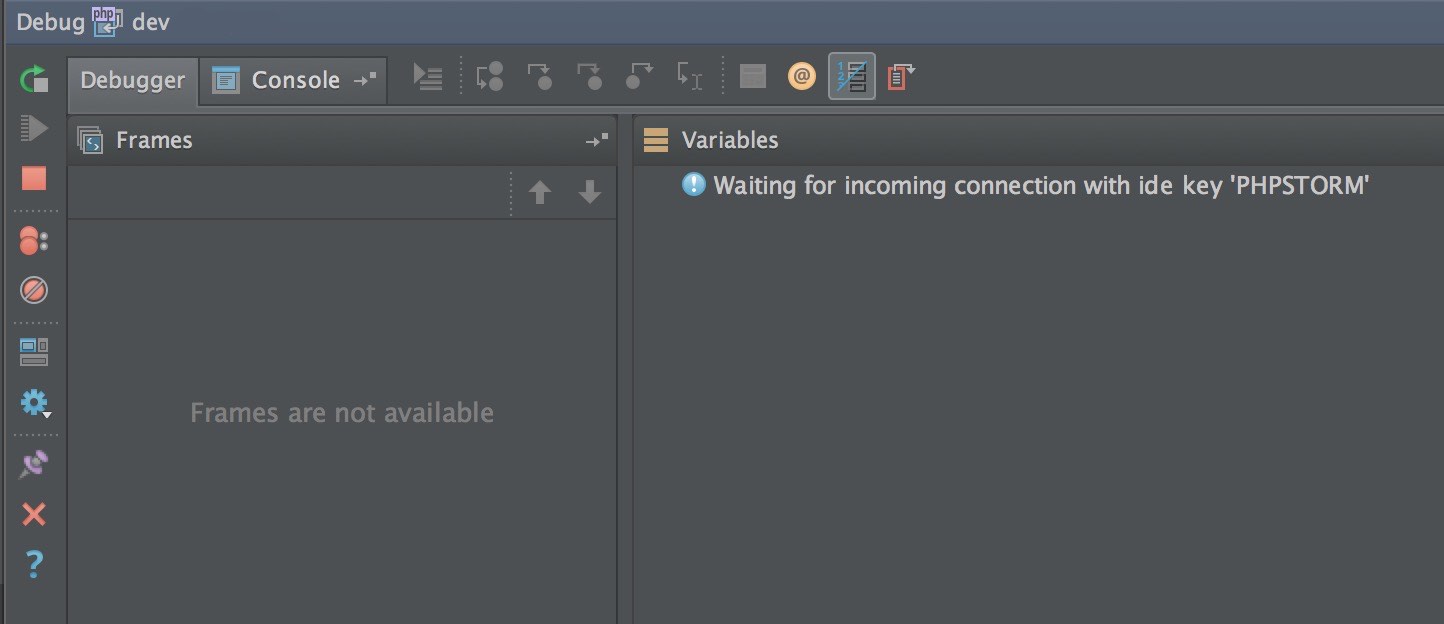 Debug php dev
Debugger Console
Frames
Variables
Waiting for incoming connection with ide key 'PHPSTORM'
Frames are not available